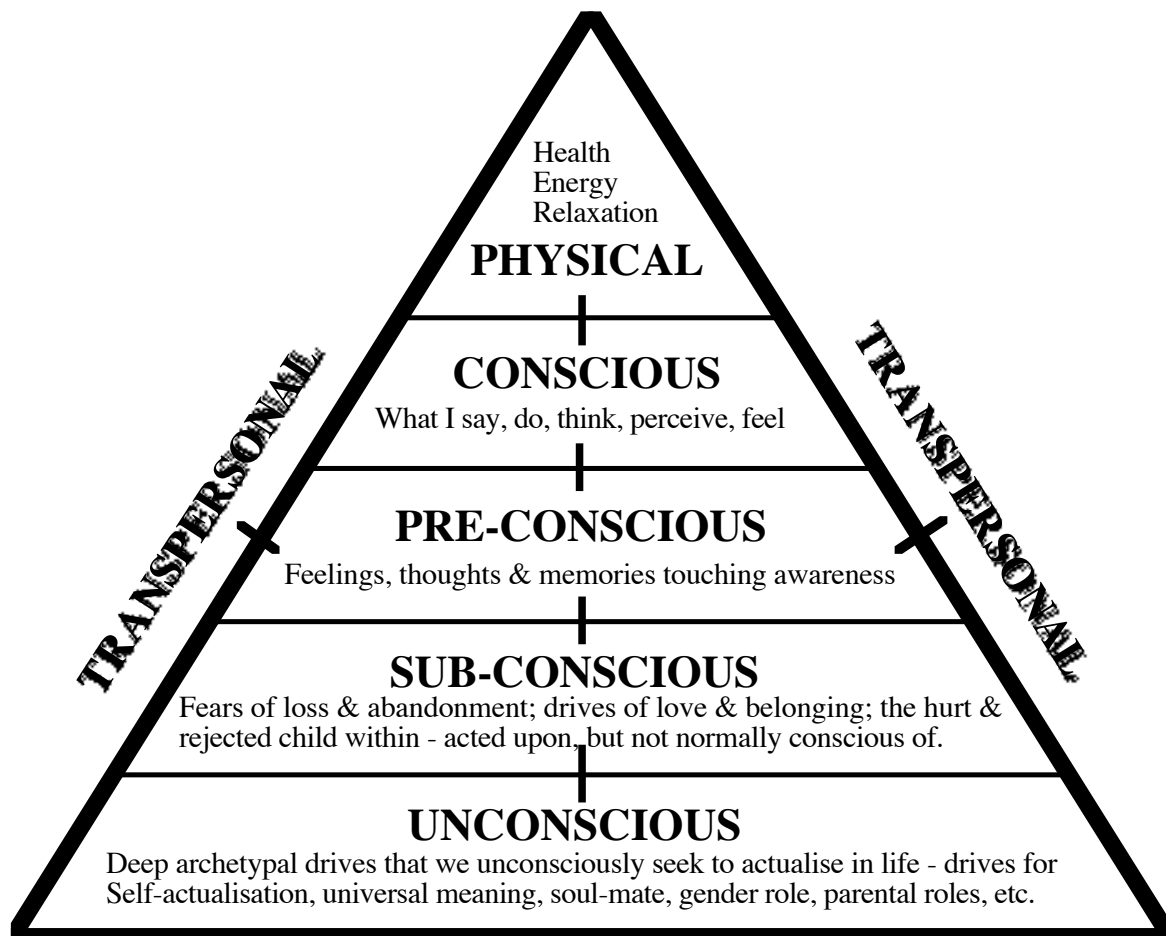 Health
Energy
Relaxation
PHYSICAL
CONSCIOUS
What I say, do, think, perceive, feel
TRANSPERSONAL
TRANSPERSONAL
PRE-CONSCIOUS
Feelings, thoughts & memories touching awareness
SUB-CONSCIOUS
Fears of loss & abandonment; drives of love & belonging; the hurt &
rejected child within - acted upon, but not normally conscious of.
UNCONSCIOUS
Deep archetypal drives that we unconsciously seek to actualise in life - drives for
Self-actualisation, universal meaning, soul-mate, gender role, parental roles, etc.